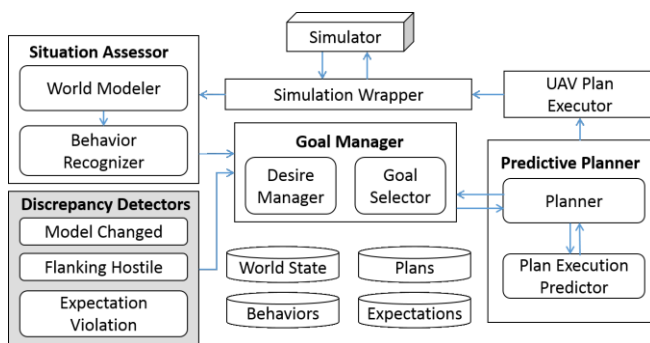 Simulator
Situation Assessor
World Modeler
Behavior
Recognizer
Simulation Wrapper
UAV Plan
Executor
Goal Manager
Desire
Manager
Goal
Selector
Predictive Planner
Planner
Plan Execution
Predictor
Discrepancy Detectors
Model Changed
Flanking Hostile
Expectation
Violation
World State
Plans
Behaviors
Expectations